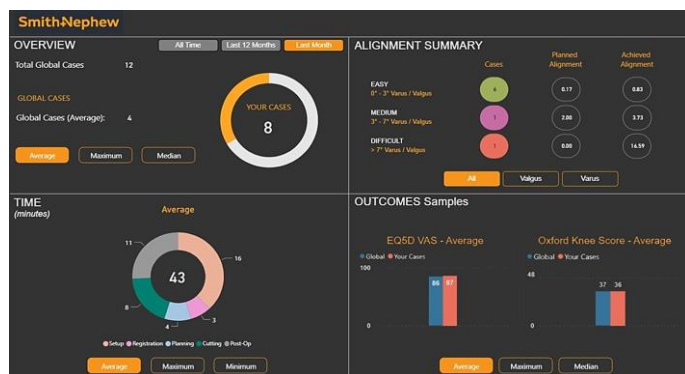 Smith+Nephew
OVERVIEW
All Time
Last 12 Months
Last Month
Total Global Cases 12
GLOBAL CASES
Global Cases (Average): 4
YOUR CASES
8
Average
Maximum
Median
ALIGNMENT SUMMARY
Cases
Planned Alignment
Achieved Alignment
EASY
0° - 3° Varus / Valgus
6
0.17
0.83
MEDIUM
3° - 7° Varus / Valgus
1
2.00
3.73
DIFFICULT
> 7° Varus / Valgus
1
0.00
16.59
All
Valgus
Varus
TIME
(minutes)
Average
11
16
43
8
4
3
Setup Registration Planning Cutting Post-Op
Average
Maximum
Minimum
OUTCOMES Samples
EQ5D VAS - Average
Global Your Cases
100
86 87
0
Oxford Knee Score - Average
Global Your Cases
48
37 36
0
Average
Maximum
Median